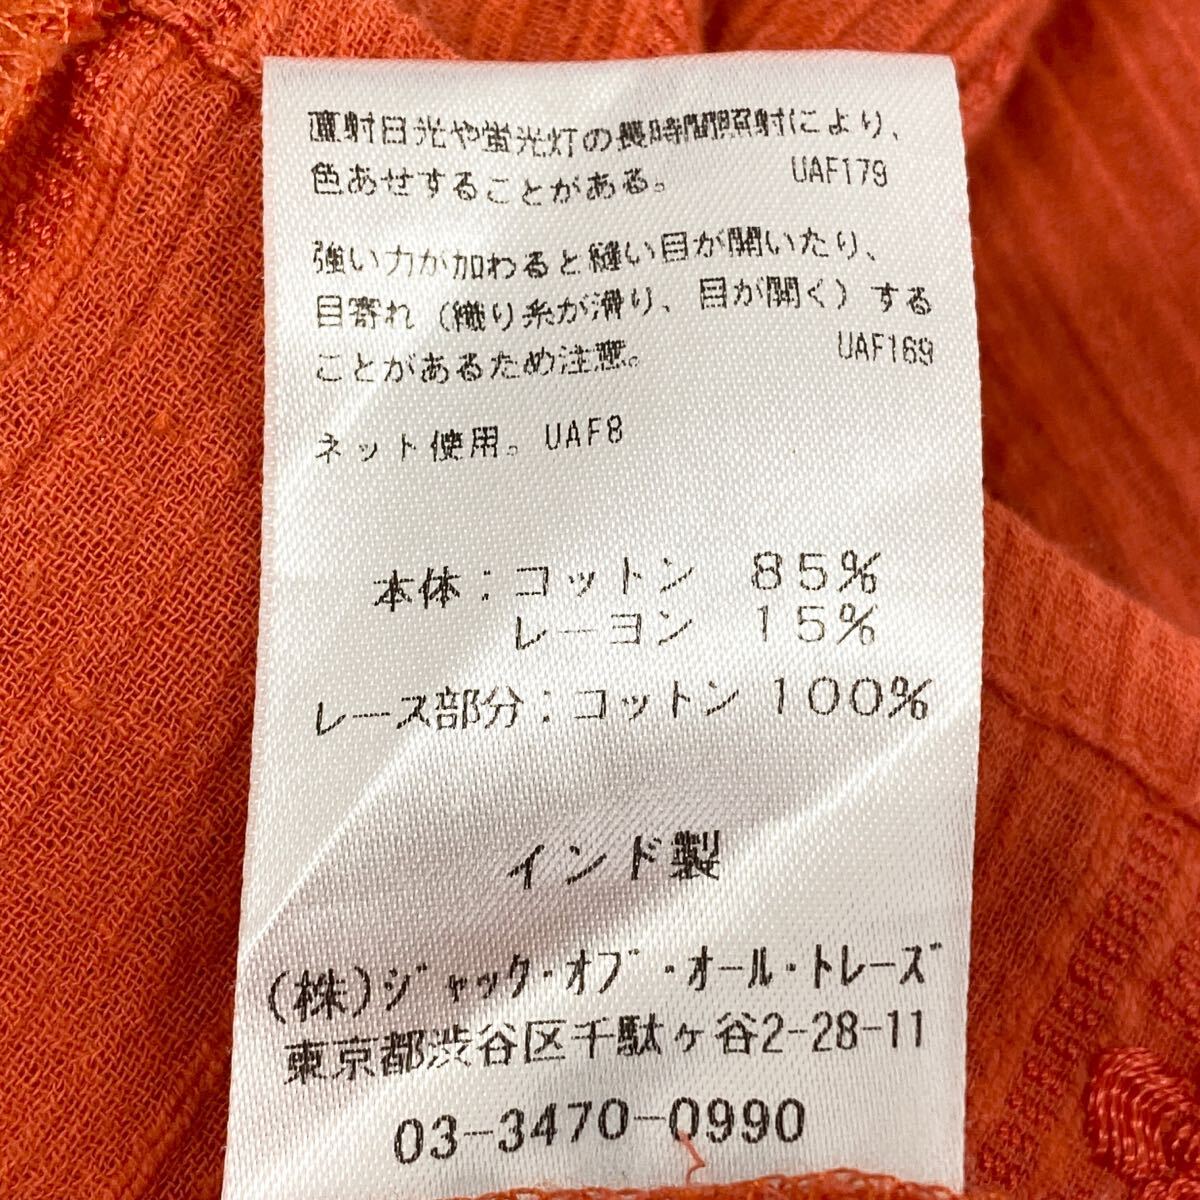 直射日光や蛍光灯の長時間照射により、
色あせすることがある。 UAF179
強い力が加わると縫い目が開いたり、
目寄れ（織り糸が滑り、目が開く）する
ことがあるため注意。 UAF169
ネット使用。UAF8
本体：コットン 85%
レーヨン 15%
レース部分：コットン 100%
インド製
(株)ジャック・オブ・オール・トレーズ
東京都渋谷区千駄ヶ谷2-28-11
03-3470-0990